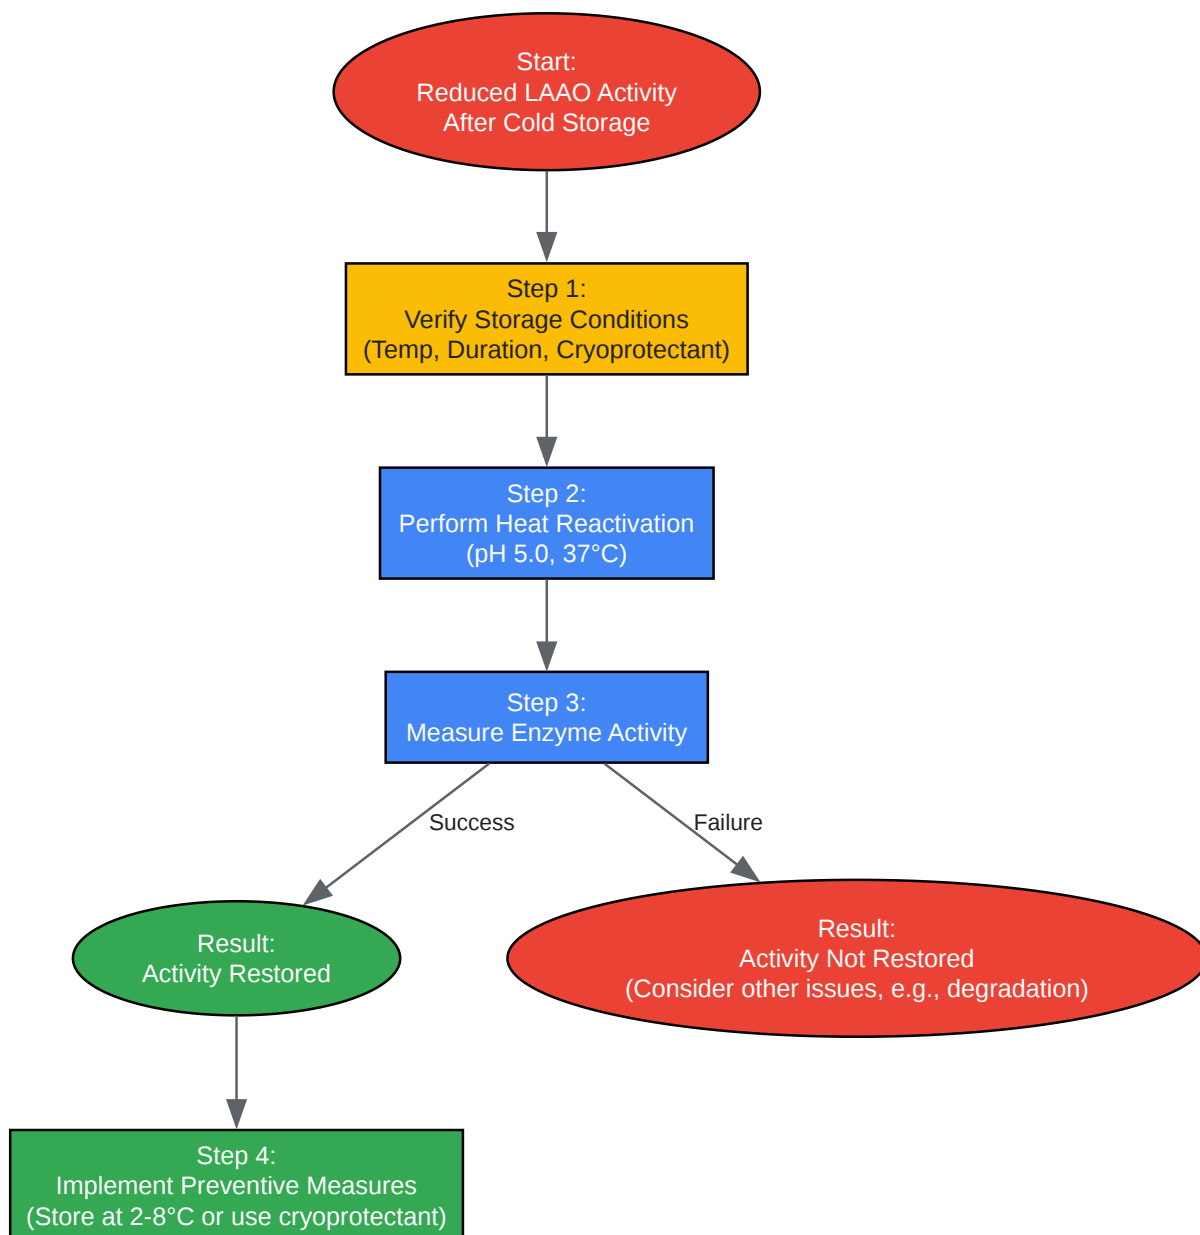 Start:
Reduced LAAO Activity
After Cold Storage
Step 1:
Verify Storage Conditions
(Temp, Duration, Cryoprotectant)
Step 2:
Perform Heat Reactivation
(pH 5.0, 37°C)
Step 3:
Measure Enzyme Activity
Success
Failure
Result:
Activity Restored
Result:
Activity Not Restored
(Consider other issues, e.g., degradation)
Step 4:
Implement Preventive Measures
(Store at 2-8°C or use cryoprotectant)